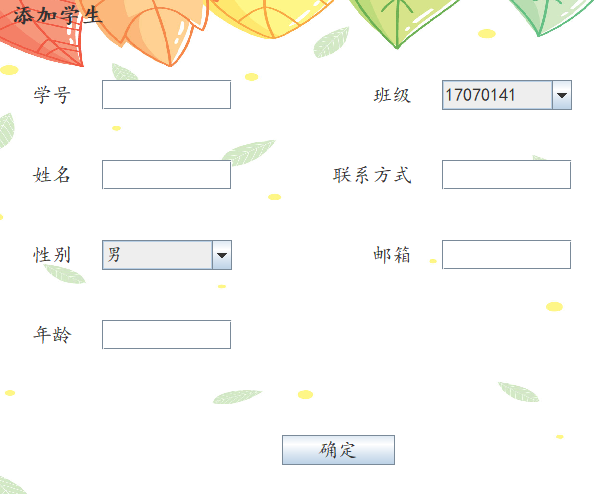 添加学生
学号
班级
17070141
姓名
联系方式
性别
男
邮箱
年龄
确定